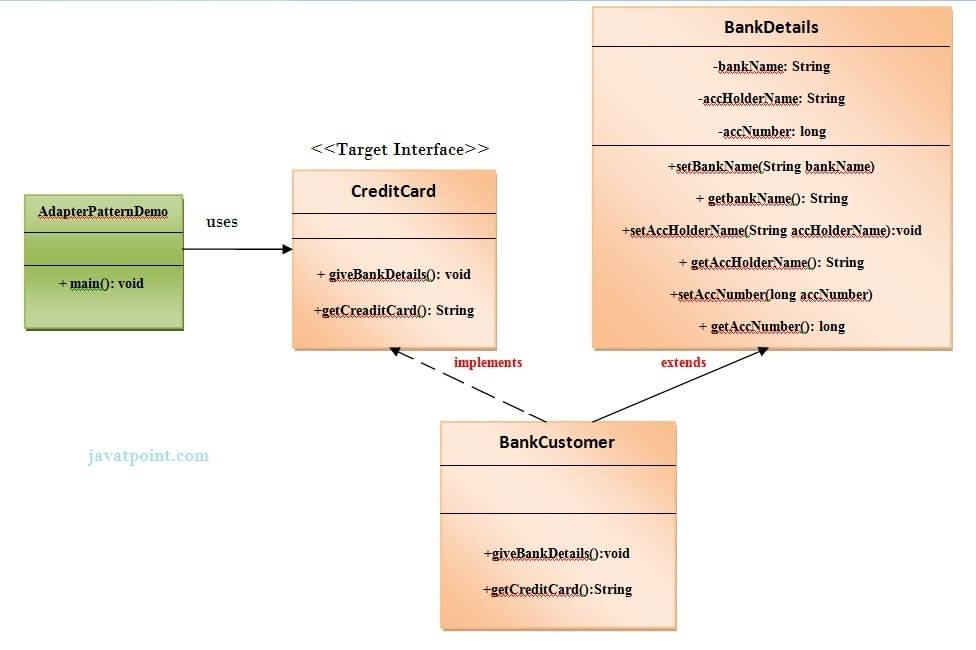 BankDetails
-bankName: String
-accHolderName: String
-accNumber: long
+setBankName(String bankName)
+ getbankName(): String
+setAccHolderName(String accHolderName):void
+ getAccHolderName(): String
+setAccNumber(long accNumber)
+ getAccNumber(): long
<<Target Interface>>
CreditCard
+ giveBankDetails(): void
+getCreaditCard(): String
AdapterPatternDemo
+ main(): void
uses
implements
extends
BankCustomer
+giveBankDetails():void
+getCreditCard():String
javatpoint.com